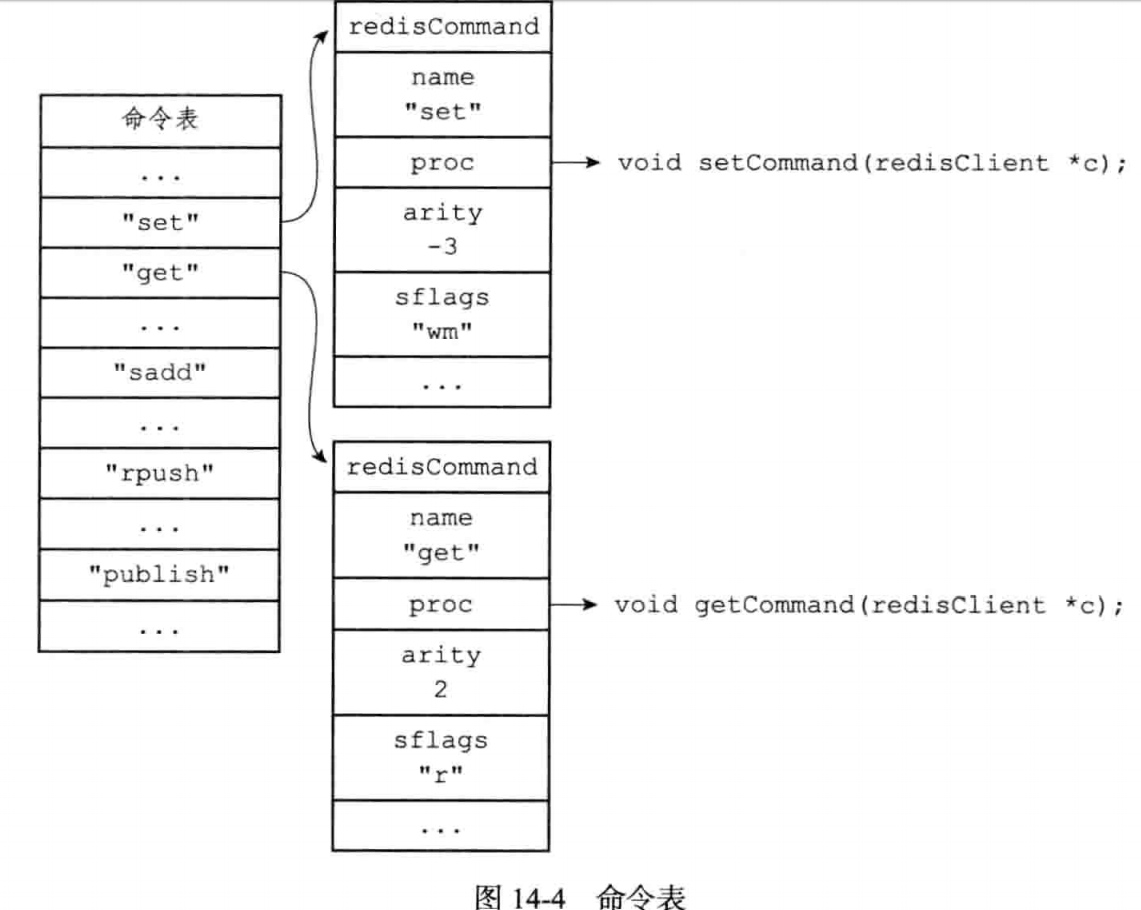 命令表
...
"set"
"get"
...
"sadd"
...
"rpush"
...
"publish"
...
redisCommand
name
"set"
proc
void setCommand(redisClient *c);
arity
-3
sflags
"wm"
...
redisCommand
name
"get"
proc
void getCommand(redisClient *c);
arity
2
sflags
"r"
...
图 14-4 命令表